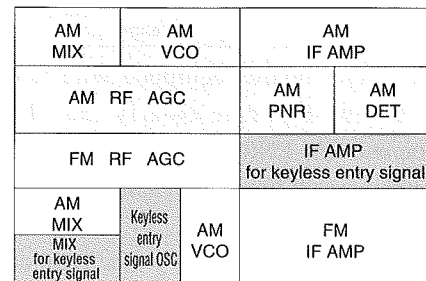 AM
MIX
AM
VCO
AM
IF AMP
AM RF AGC
AM
PNR
AM
DET
FM RF AGC
IF AMP
for keyless entry signal
AM
MIX
MIX
for keyless
entry signal
Keyless
entry
signal OSC
AM
VCO
FM
IF AMP